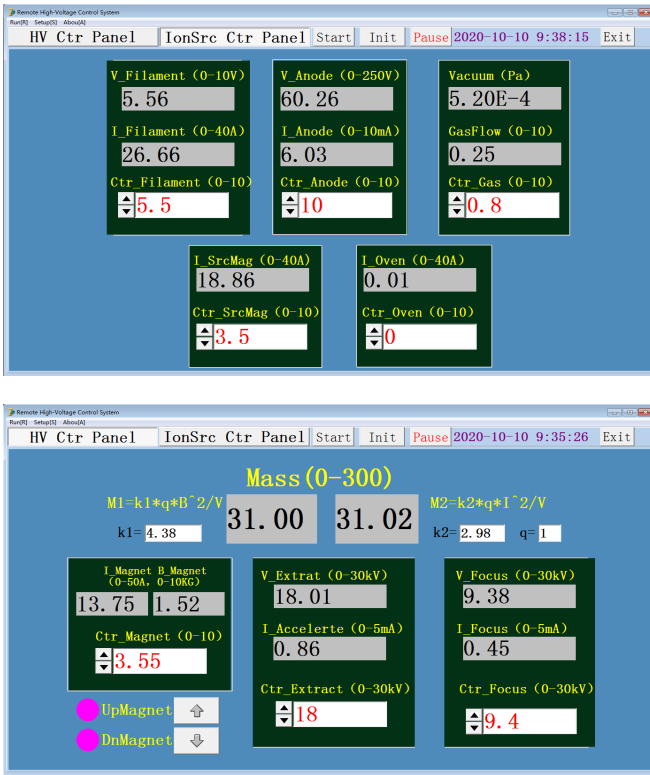 Remote High-Voltage Control System
Run[R] Setup[S] Abou[A]
HV Ctr Panel IonSrc Ctr Panel Start Init Pause 2020-10-10 9:38:15 Exit
V_Filament (0-10V) V_Anode (0-250V) Vacuum (Pa)
5.56 60.26 5.20E-4
I_Filament (0-40A) I_Anode (0-10mA) GasFlow (0-10)
26.66 6.03 0.25
Ctr_Filament (0-10) Ctr_Anode (0-10) Ctr_Gas (0-10)
5.5 10 0.8
I_SrcMag (0-40A) I_Oven (0-40A)
18.86 0.01
Ctr_SrcMag (0-10) Ctr_Oven (0-10)
3.5 0
Remote High-Voltage Control System
Run[R] Setup[S] Abou[A]
HV Ctr Panel IonSrc Ctr Panel Start Init Pause 2020-10-10 9:35:26 Exit
Mass(0-300)
M1=k1*q*B^2/V 31.00 31.02 M2=k2*q*I^2/V
k1= 4.38 k2= 2.98 q= 1
I_Magnet B_Magnet
(0-50A, 0-10KG)
V_Extrat (0-30kV) V_Focus (0-30kV)
13.75 1.52 18.01 9.38
I_Accelerte (0-5mA) I_Focus (0-5mA)
Ctr_Magnet (0-10) 0.86 0.45
3.55
Ctr_Extract (0-30kV) Ctr_Focus (0-30kV)
UpMagnet 18 9.4
DnMagnet